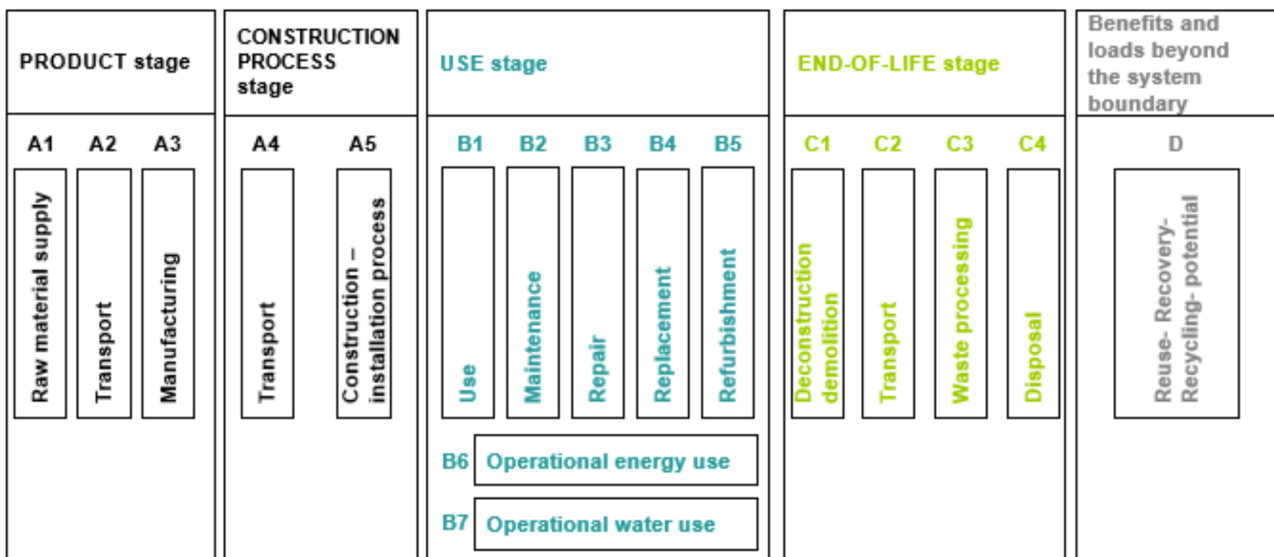 PRODUCT stage
CONSTRUCTION
PROCESS
stage
USE stage
END-OF-LIFE stage
Benefits and
loads beyond
the system
boundary
A1
A2
A3
A4
A5
B1
B2
B3
B4
B5
C1
C2
C3
C4
D
Raw material supply
Transport
Manufacturing
Transport
Construction –
installation process
Use
Maintenance
Repair
Replacement
Refurbishment
Deconstruction
demolition
Transport
Waste processing
Disposal
Reuse- Recovery-
Recycling- potential
B6
Operational energy use
B7
Operational water use